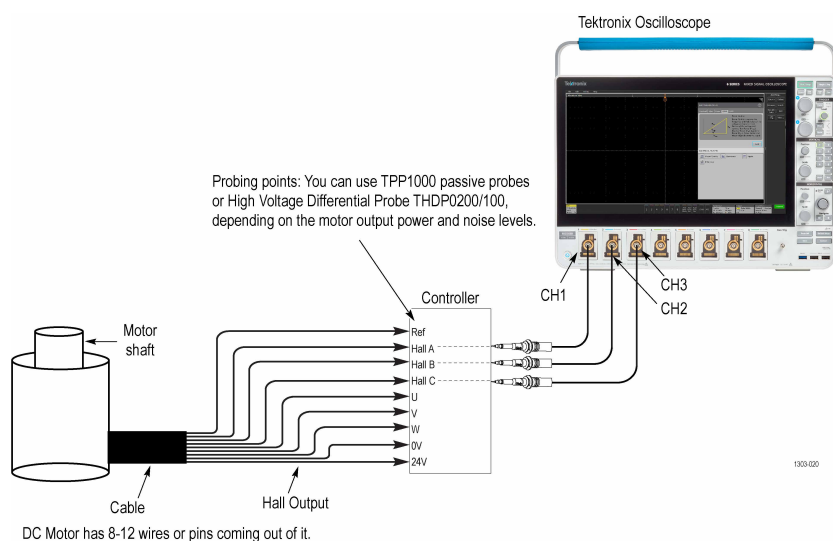 Tektronix Oscilloscope
Tektronix
Probing points: You can use TPP1000 passive probes
or High Voltage Differential Probe THDP0200/100,
depending on the motor output power and noise levels.
CH1
CH3
CH2
Controller
Motor
shaft
Ref
Hall A
Hall B
Hall C
U
V
W
0V
24V
1303-020
Cable
Hall Output
DC Motor has 8-12 wires or pins coming out of it.